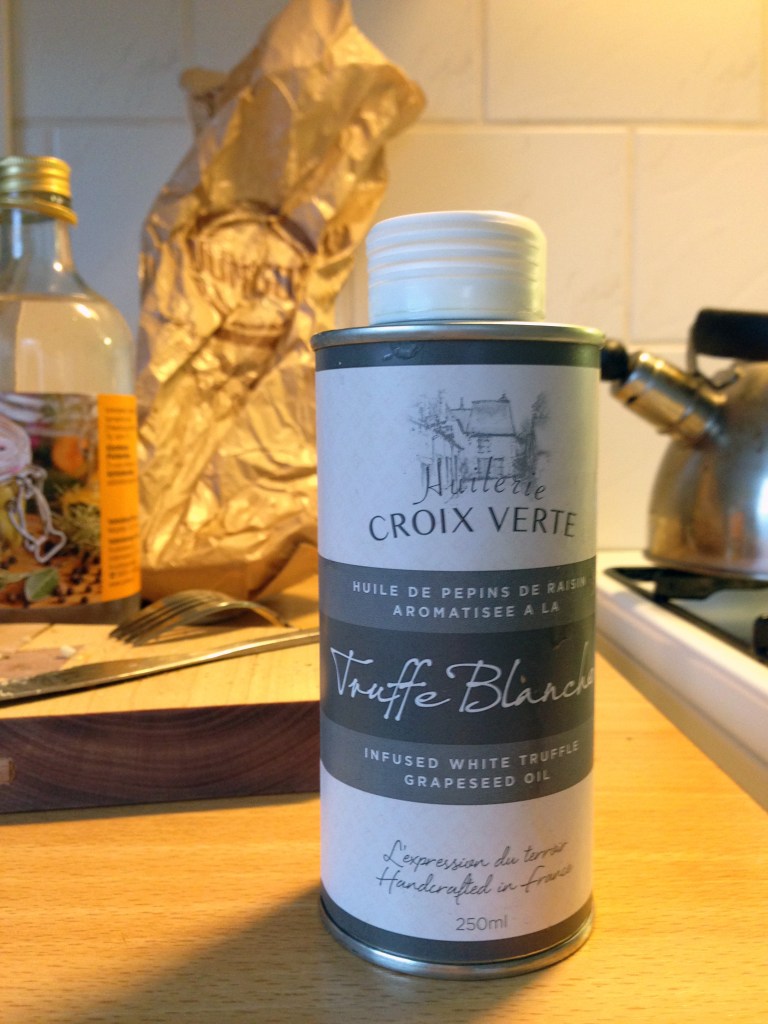 Huilerie
CROIX VERTE
HUILE DE PEPINS DE RAISIN
AROMATISEE A LA
Truffe Blanche
INFUSED WHITE TRUFFLE
GRAPESEED OIL
L'expression du terroir
Handcrafted in France
250ml